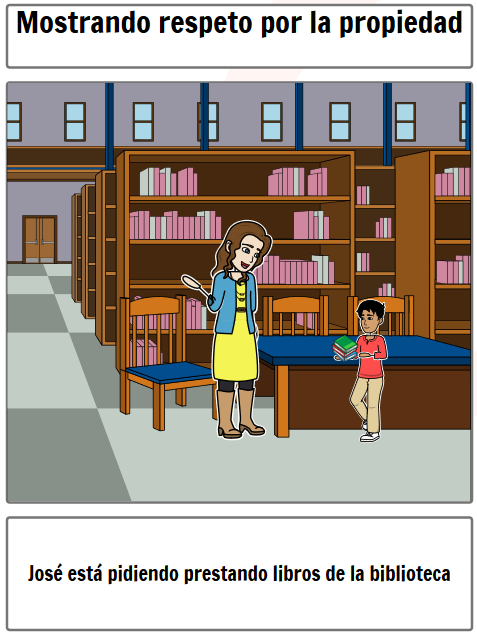 Mostrando respeto por la propiedad
José está pidiendo prestando libros de la biblioteca